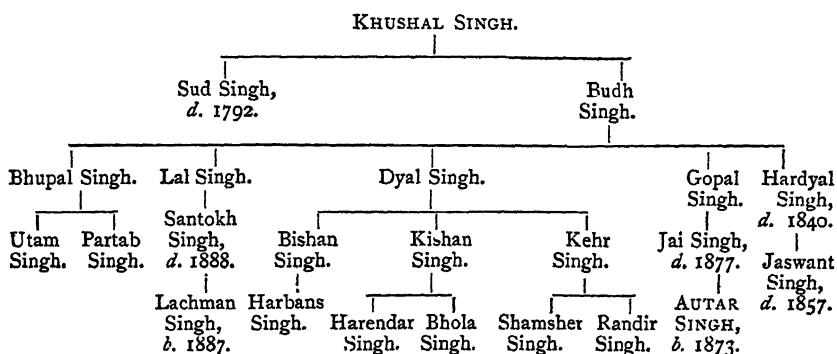 KHUSHAL SINGH.
Sud Singh,
d. 1792.
Budh
Singh.
Bhupal Singh.
Lal Singh.
Dyal Singh.
Gopal
Singh.
Hardyal
Singh,
d. 1840.
Utam
Singh.
Partab
Singh.
Santokh
Singh,
d. 1888.
Bishan
Singh.
Kishan
Singh.
Kehr
Singh.
Jai Singh,
d. 1877.
Jaswant
Singh,
d. 1857.
Lachman
Singh,
b. 1887.
Harbans
Singh.
Harendar
Singh.
Bhola
Singh.
Shamsher
Singh.
Randir
Singh.
AUTAR
SINGH,
b. 1873.